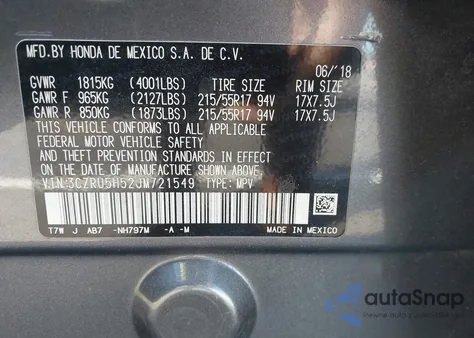 MFD.BY HONDA DE MEXICO S.A. DE C.V.
06/'18
GVWR 1815KG (4001LBS) TIRE SIZE RIM SIZE
GAWR F 965KG (2127LBS) 215/55R17 94V 17X7.5J
GAWR R 850KG (1873LBS) 215/55R17 94V 17X7.5J
THIS VEHICLE CONFORMS TO ALL APPLICABLE
FEDERAL MOTOR VEHICLE SAFETY AND
THEFT PREVENTION STANDARDS IN EFFECT
ON THE DATE OF MANUFACTURE SHOWN ABOVE.
V.I.N:3CZRU5H52JM721549 TYPE: MPV
T7W J AB7 -NH797M -A -M MADE IN MEXICO
autoSnap